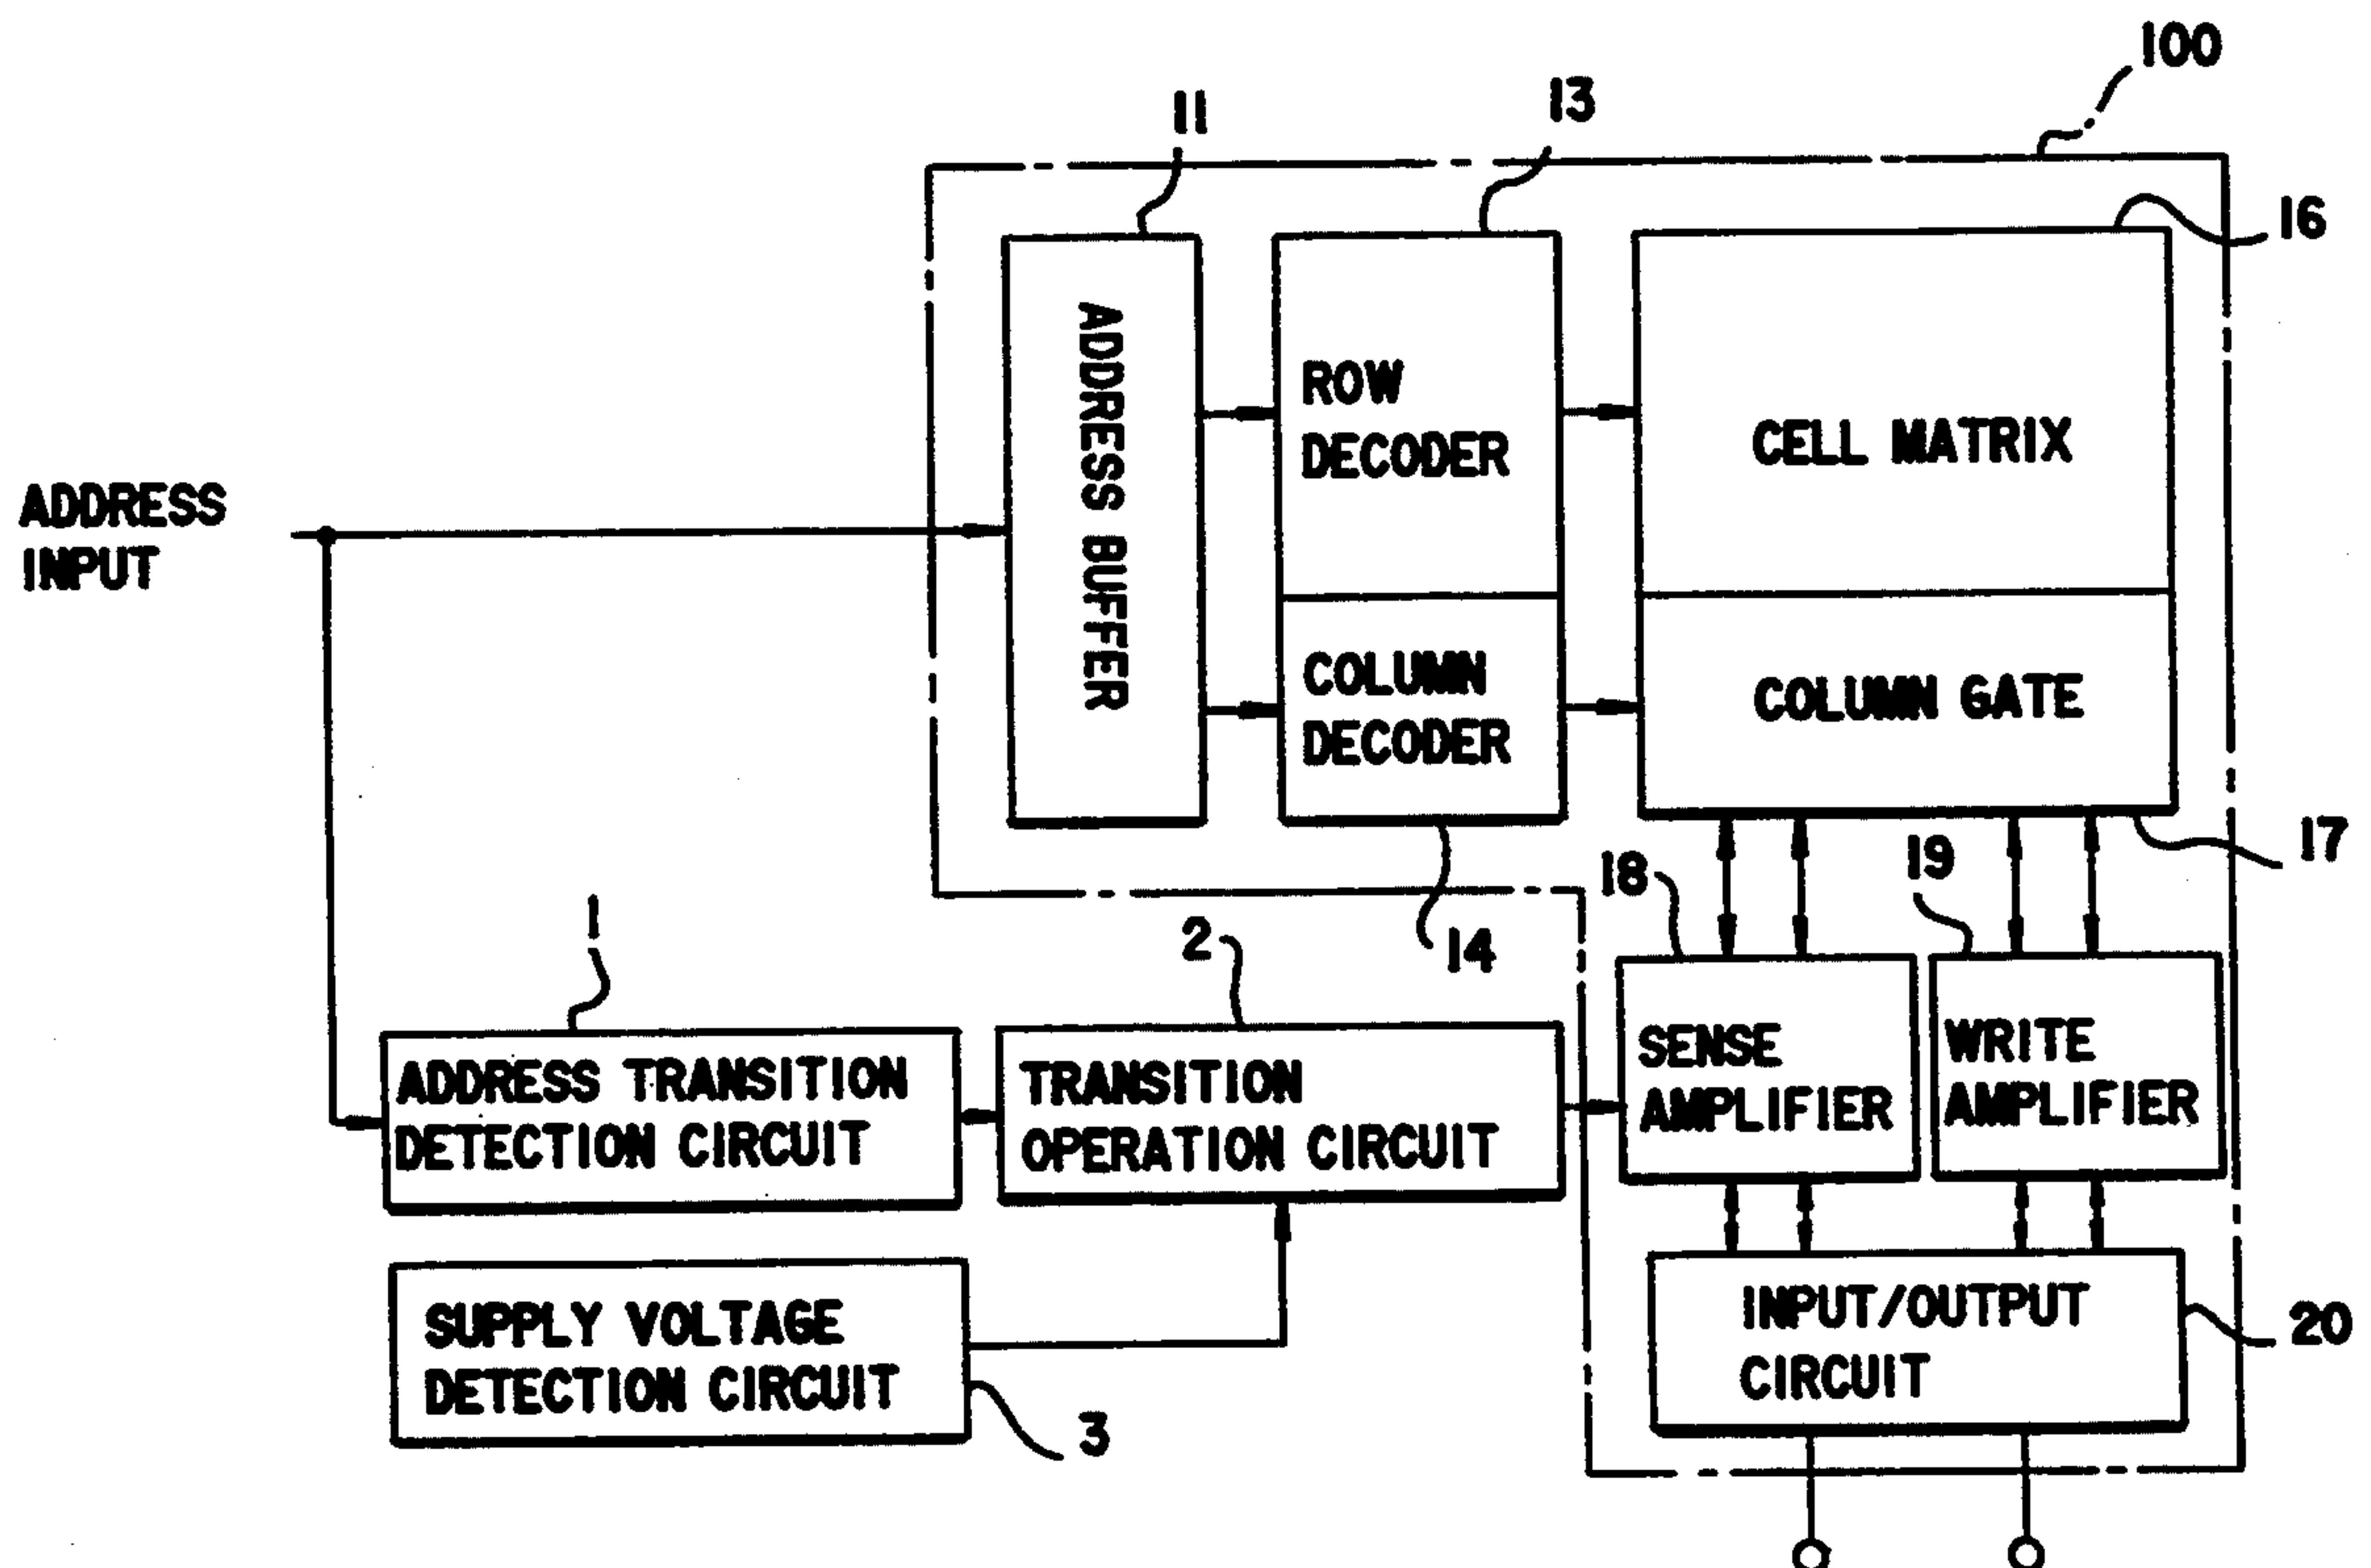 100
11
13
16
ADDRESS BUFFER
ROW
DECODER
CELL MATRIX
ADDRESS
INPUT
COLUMN
DECODER
COLUMN GATE
17
18
19
14
1
2
ADDRESS TRANSITION
DETECTION CIRCUIT
TRANSITION
OPERATION CIRCUIT
SENSE
AMPLIFIER
WRITE
AMPLIFIER
SUPPLY VOLTAGE
DETECTION CIRCUIT
3
INPUT/OUTPUT
CIRCUIT
20